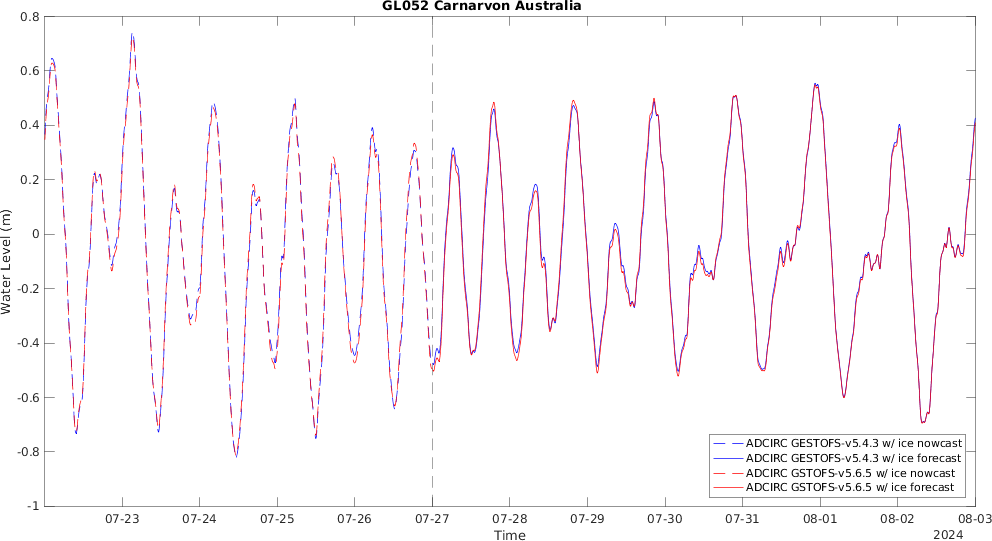 GL052 Carnarvon Australia
Water Level (m)
0.8
0.6
0.4
0.2
0
-0.2
-0.4
-0.6
-0.8
-1
ADCIRC GESTOFS-v5.4.3 w/ ice nowcast
ADCIRC GESTOFS-v5.4.3 w/ ice forecast
ADCIRC GSTOFS-v5.6.5 w/ ice nowcast
ADCIRC GSTOFS-v5.6.5 w/ ice forecast
07-23 07-24 07-25 07-26 07-27 07-28 07-29 07-30 07-31 08-01 08-02 08-03
Time
2024